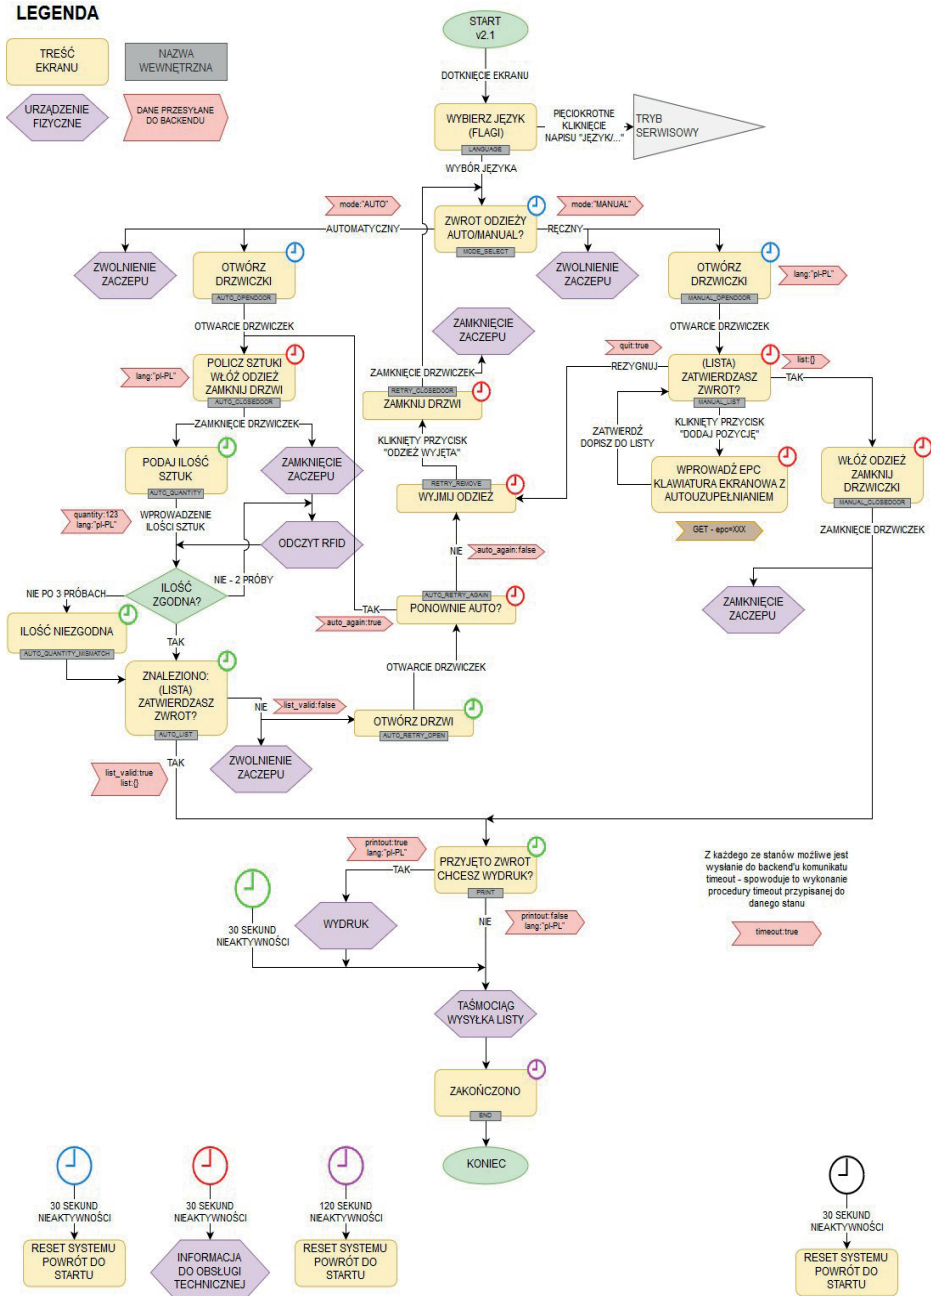 LEGENDA
TREŚĆ
EKRANU
NAZWA
WEWNĘTRZNA
URZĄDZENIE
FIZYCZNE
DANE PRZESYŁANE
DO BACKENDU
START
v2.1
DOTKNIĘCIE EKRANU
WYBIERZ JĘZYK
(FLAGI)
LANGUAGE
PIĘCIOKROTNE
KLIKNIĘCIE
NAPISU "JĘZYK/..."
TRYB
SERWISOWY
WYBÓR JĘZYKA
mode:"AUTO"
ZWROT ODZIEŻY
AUTO/MANUAL?
MODE_SELECT
mode:"MANUAL"
AUTOMATYCZNY
RĘCZNY
ZWOLNIENIE
ZACZEPU
OTWÓRZ
DRZWICZKI
AUTO_OPENDOOR
ZWOLNIENIE
ZACZEPU
OTWÓRZ
DRZWICZKI
MANUAL_OPENDOOR
lang:"pl-PL"
OTWARCIE DRZWICZEK
ZAMKNIĘCIE
ZACZEPU
OTWARCIE DRZWICZEK
lang:"pl-PL"
POLICZ SZTUKI
WŁÓŻ ODZIEŻ
ZAMKNIJ DRZWI
AUTO_CLOSEDOOR
ZAMKNIĘCIE DRZWICZEK
RETRY_CLOSEDOOR
ZAMKNIJ DRZWI
quit:true
REZYGNUJ
(LISTA)
ZATWIERDZASZ
ZWROT?
MANUAL_LIST
list:{}
TAK
ZAMKNIĘCIE DRZWICZEK
KLIKNIĘTY PRZYCISK
"ODZIEŻ WYJĘTA"
ZATWIERDŹ
DOPISZ DO LISTY
KLIKNIĘTY PRZYCISK
"DODAJ POZYCJĘ"
PODAJ ILOŚĆ
SZTUK
AUTO_QUANTITY
ZAMKNIĘCIE
ZACZEPU
RETRY_REMOVE
WYJMIJ ODZIEŻ
WPROWADŹ EPC
KLAWIATURA EKRANOWA Z
AUTOUZUPEŁNIANIEM
WŁÓŻ ODZIEŻ
ZAMKNIJ
DRZWICZKI
MANUAL_CLOSEDOOR
quantity:123
lang:"pl-PL"
WPROWADZENIE
ILOŚCI SZTUK
GET - epc=XXX
ZAMKNIĘCIE DRZWICZEK
ODCZYT RFID
NIE
auto_again:false
NIE - 2 PRÓBY
ILOŚĆ
ZGODNA?
NIE PO 3 PRÓBACH
TAK
auto_again:true
AUTO_RETRY_AGAIN
PONOWNIE AUTO?
ZAMKNIĘCIE
ZACZEPU
ILOŚĆ NIEZGODNA
AUTO_QUANTITY_MISMATCH
TAK
OTWARCIE DRZWICZEK
ZNALEZIONO:
(LISTA)
ZATWIERDZASZ
ZWROT?
AUTO_LIST
NIE
list_valid:false
OTWÓRZ DRZWI
AUTO_RETRY_OPEN
ZWOLNIENIE
ZACZEPU
TAK
list_valid:true
list:{}
printout:true
lang:"pl-PL"
TAK
PRZYJĘTO ZWROT
CHCESZ WYDRUK?
PRINT
Z każdego ze stanów możliwe jest
wysłanie do backend'u komunikatu
timeout - spowoduje to wykonanie
procedury timeout przypisanej do
danego stanu
timeout:true
30 SEKUND
NIEAKTYWNOŚCI
WYDRUK
NIE
printout:false
lang:"pl-PL"
TAŚMOCIĄG
WYSYŁKA LISTY
ZAKOŃCZONO
END
KONIEC
30 SEKUND
NIEAKTYWNOŚCI
RESET SYSTEMU
POWRÓT DO
STARTU
30 SEKUND
NIEAKTYWNOŚCI
INFORMACJA
DO OBSŁUGI
TECHNICZNEJ
120 SEKUND
NIEAKTYWNOŚCI
RESET SYSTEMU
POWRÓT DO
STARTU
30 SEKUND
NIEAKTYWNOŚCI
RESET SYSTEMU
POWRÓT DO
STARTU